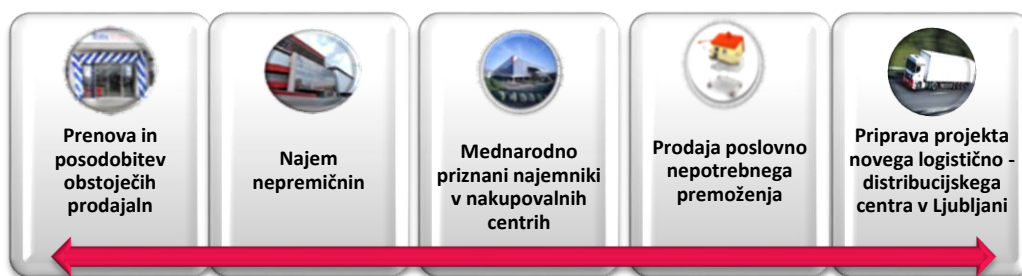 Prenova in
posodobitev
obstoječih
prodajaln
Najem
nepremičnin
Mednarodno
priznani najemniki
v nakupovalnih
centrih
Prodaja poslovno
nepotrebnega
premoženja
Priprava projekta
novega logistično -
distribucijskega
centra v Ljubljani